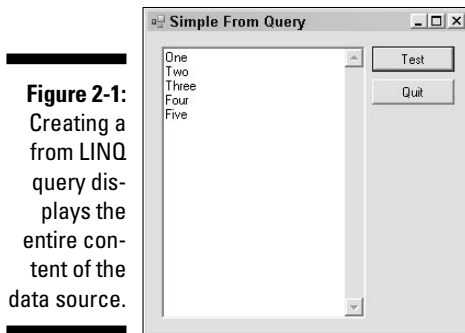 Simple From Query
One
Two
Three
Four
Five
Test
Quit
Figure 2-1:
Creating a
from LINQ
query dis-
plays the
entire con-
tent of the
data source.